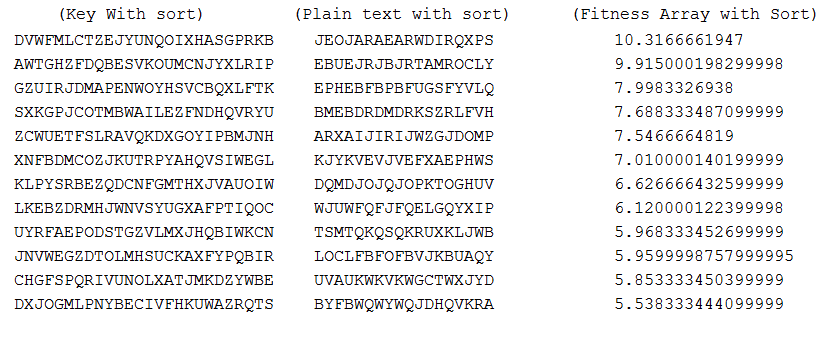 (Key With sort) (Plain text with sort) (Fitness Array with Sort)
DVWFMLCTZEJYUNQOIXHASGPRKB JEOJARAEARWDIRQXPS 10.3166661947
AWTGHZFDQBESVKOUMCNJYXLRIP EBUEJRJBJRTAMROCLY 9.915000198299998
GZUIRJDMAPENWOYHSVCBQXLFTK EPHEBFBPBFUGSFYVLQ 7.9983326938
SXKGPJCOTMBWAILEZFNDHQVRYU BMEBDRDMDRKSZRLFVH 7.688333487099999
ZCWUETFSLRAVQKDXGOYIPBMJNH ARXAIJIRIJWZGJDOMP 7.5466664819
XNFBDMCOZJKUTRPYAHQVSIWEGL KJYKVEVJVEFXAEPHWS 7.010000140199999
KLPYSRBEZQDCNFGMTHXJVAUOIW DQMDJOJQJOPKTOGHUV 6.626666432599999
LKEBZDRMHJWNVSYUGXAFPTIQOC WJUWFQFJFQELGQYXIP 6.120000122399998
UYRFAEPODSTGZVLMXJHQBIWKCN TSMTQKQSQKRUXKLJWB 5.968333452699999
JNVWEGZDTOLMHSUCKAXFYPQBIR LOCLFBFOFBVJKBUAQY 5.9599998757999995
CHGFSPQRIVUNOLXATJMKDZYWBE UVAUKWKVKWGCTWXJYD 5.853333450399999
DXJOGMLPNYBECIVFHKUWAZRQTS BYFBWQWYWQJDHQVKRA 5.538333444099999